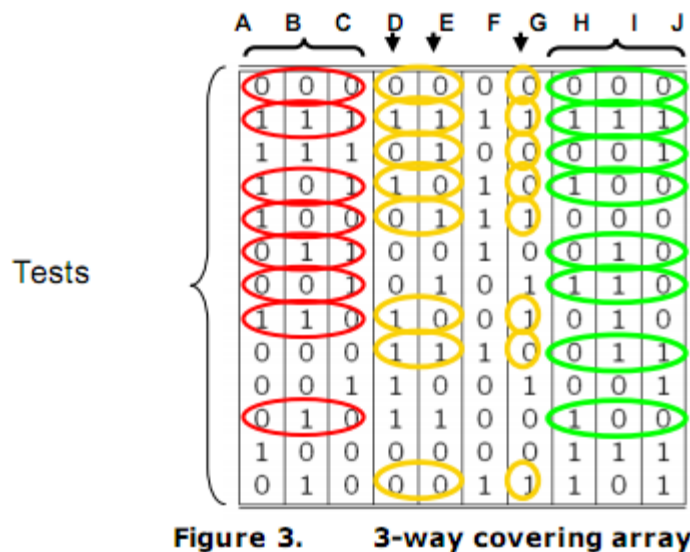 A B C D E F G H I J
0 0 0 0 0 0 0 0 0 0
1 1 1 1 1 1 1 1 1 1
1 1 1 0 1 0 0 0 0 1
1 0 1 1 0 1 0 1 0 0
1 0 0 0 1 1 1 0 0 0
0 1 1 0 0 1 0 0 1 0
0 0 1 0 1 0 1 1 1 0
1 1 0 1 0 0 1 0 1 0
0 0 0 1 1 1 0 0 1 1
0 0 1 1 0 0 1 0 0 1
0 1 0 1 1 0 0 1 0 0
1 0 0 0 0 0 0 1 1 1
0 1 0 0 0 1 1 1 0 1
Tests
Figure 3. 3-way covering array